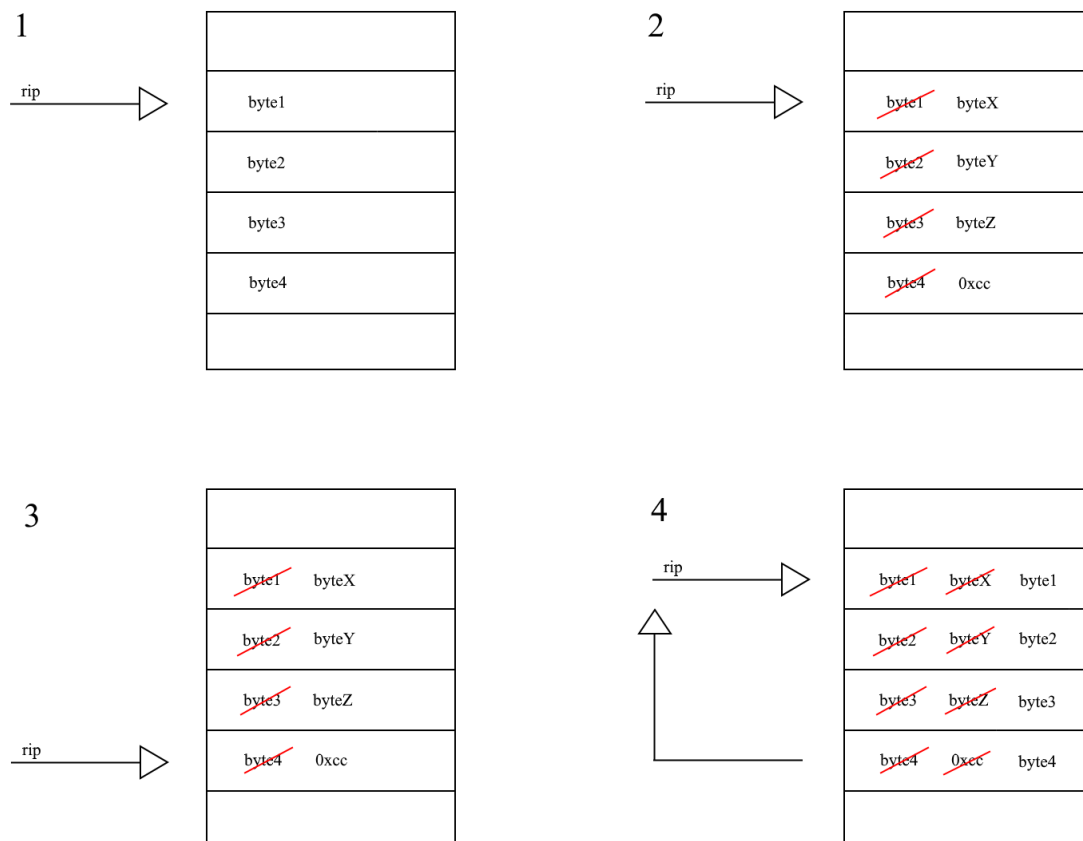 1
rip
byte1
byte2
byte3
byte4
2
rip
byte1 byteX
byte2 byteY
byte3 byteZ
byte4 0xcc
3
byte1 byteX
byte2 byteY
byte3 byteZ
rip
byte4 0xcc
4
rip
byte1 byteX byte1
byte2 byteY byte2
byte3 byteZ byte3
byte4 0xcc byte4